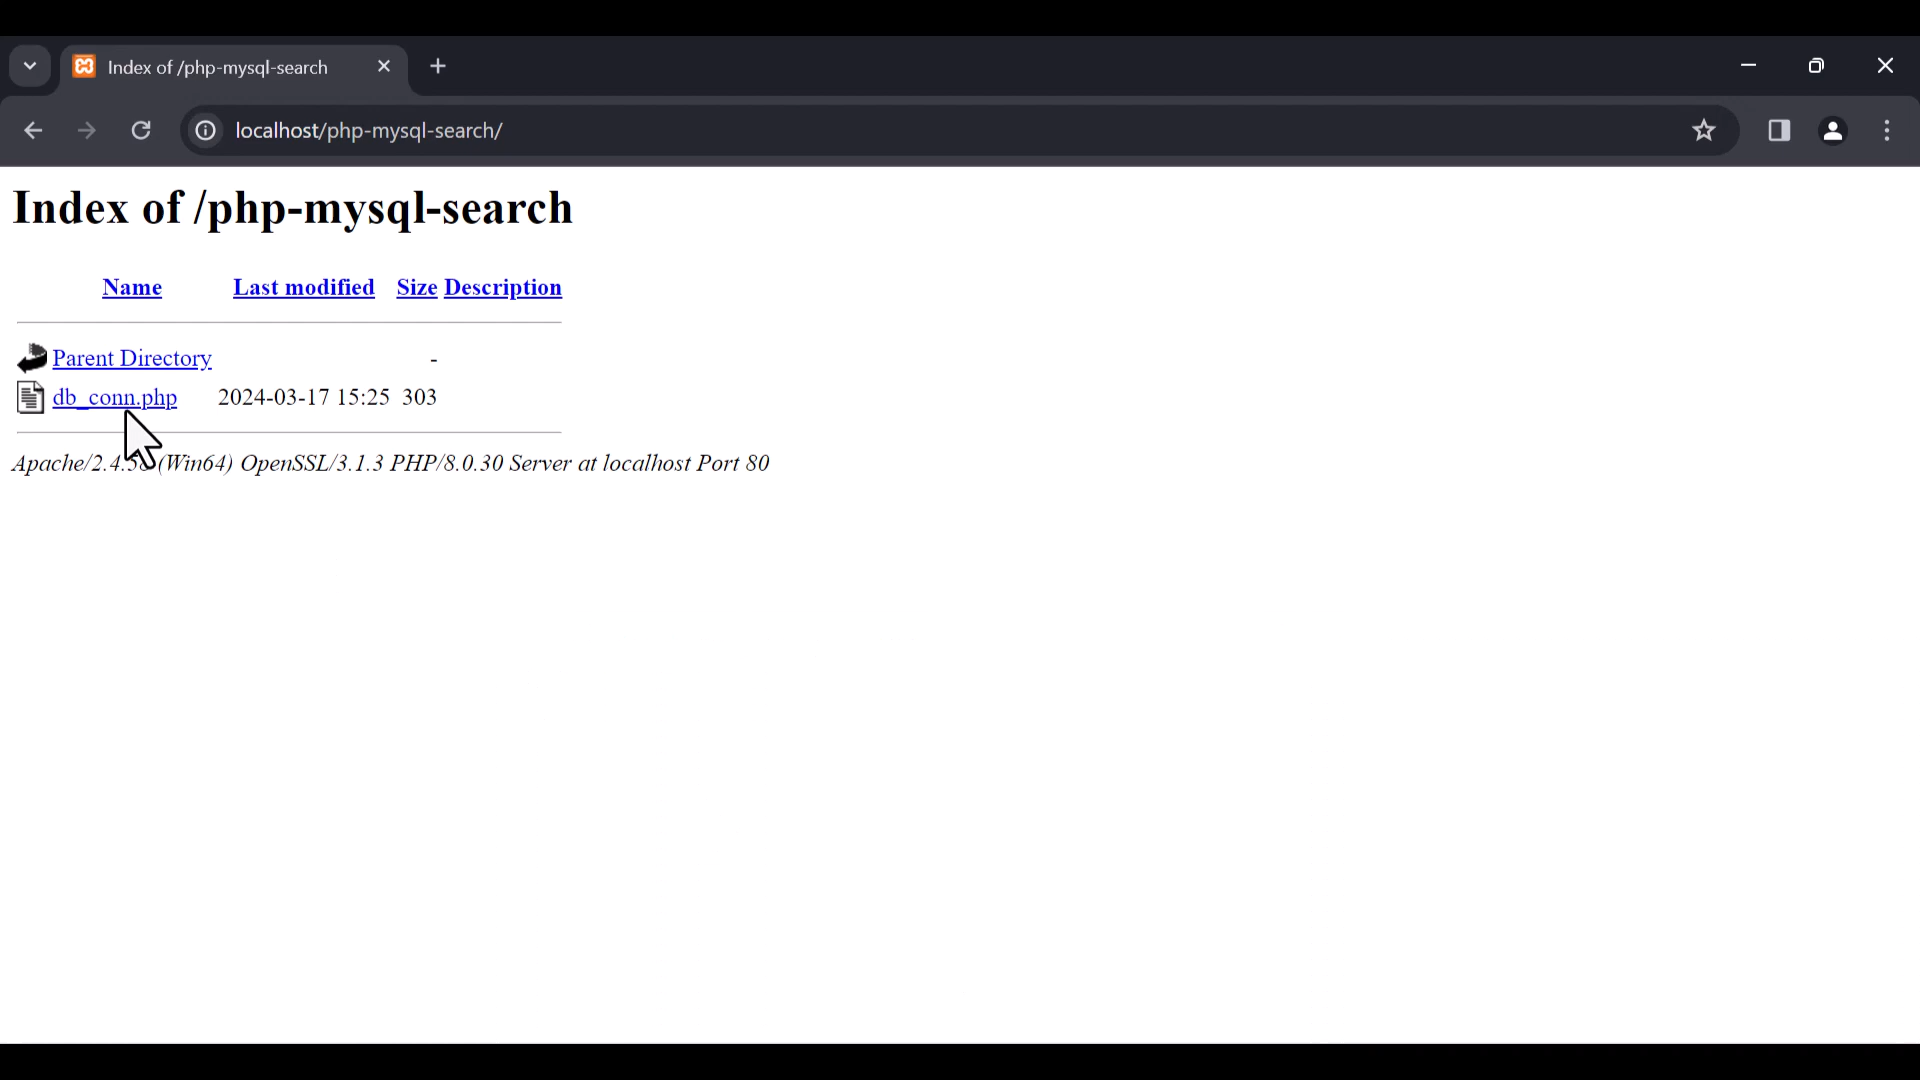 Index of /php-mysql-search
localhost/php-mysql-search/
Index of /php-mysql-search
Name Last modified Size Description
Parent Directory -
db_conn.php 2024-03-17 15:25 303
(Win64) OpenSSL/3.1.3 PHP/8.0.30 Server at localhost Port 80